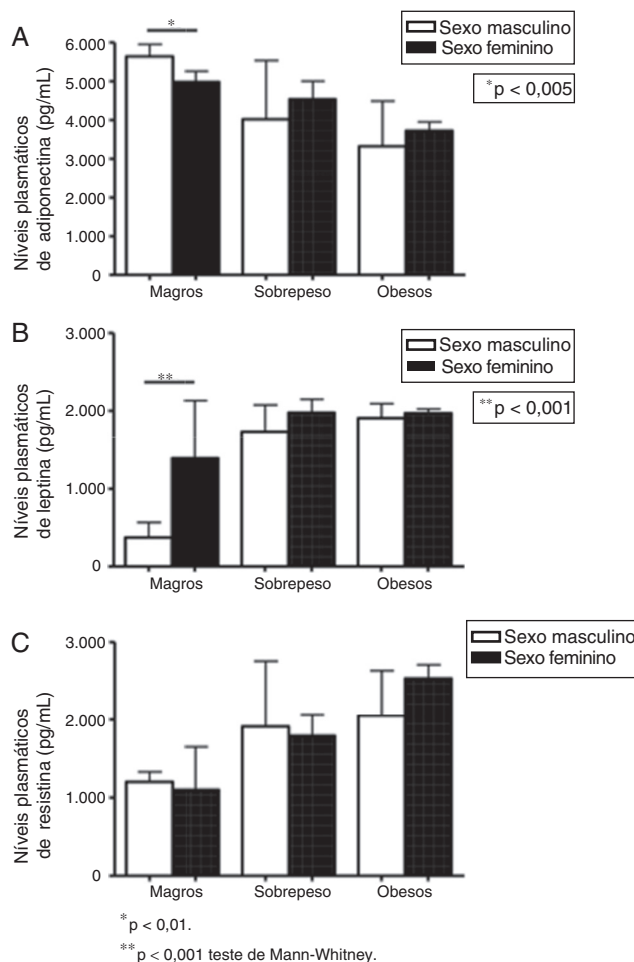 A
*
Sexo masculino
Sexo feminino
*p < 0,005
Níveis plasmáticos
de adiponectina (pg/mL)
6.000
5.000
4.000
3.000
2.000
1.000
0
Magros
Sobrepeso
Obesos
B
**
Sexo masculino
Sexo feminino
**p < 0,001
Níveis plasmáticos
de leptina (pg/mL)
3.000
2.000
1.000
0
Magros
Sobrepeso
Obesos
C
Sexo masculino
Sexo feminino
Níveis plasmáticos
de resistina (pg/mL)
3.000
2.000
1.000
0
Magros
Sobrepeso
Obesos
*p < 0,01.
**p < 0,001 teste de Mann-Whitney.